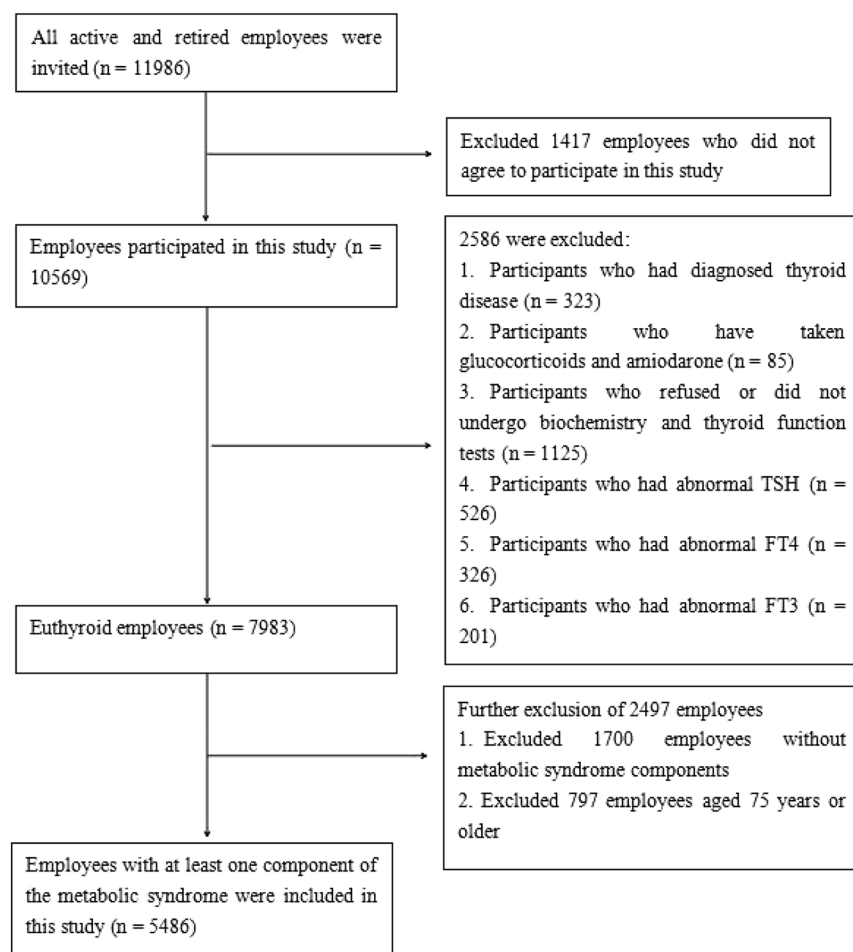 All active and retired employees were
invited (n = 11986)
Excluded 1417 employees who did not
agree to participate in this study
Employees participated in this study (n =
10569)
2586 were excluded:
1. Participants who had diagnosed thyroid
disease (n = 323)
2. Participants who have taken
glucocorticoids and amiodarone (n = 85)
3. Participants who refused or did not
undergo biochemistry and thyroid function
tests (n = 1125)
4. Participants who had abnormal TSH (n =
526)
5. Participants who had abnormal FT4 (n =
326)
6. Participants who had abnormal FT3 (n =
201)
Euthyroid employees (n = 7983)
Further exclusion of 2497 employees
1. Excluded 1700 employees without
metabolic syndrome components
2. Excluded 797 employees aged 75 years or
older
Employees with at least one component of
the metabolic syndrome were included in
this study (n = 5486)